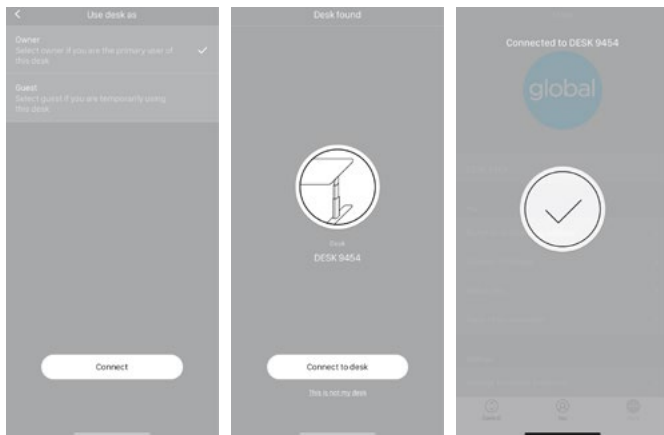 Use desk as
Owner
Select owner if you are the primary user of
this desk
Guest
Select guest if you are temporarily using
this desk
Connect
Desk found
Desk
DESK 9454
Connect to desk
This is not my desk
Connected to DESK 9454
global